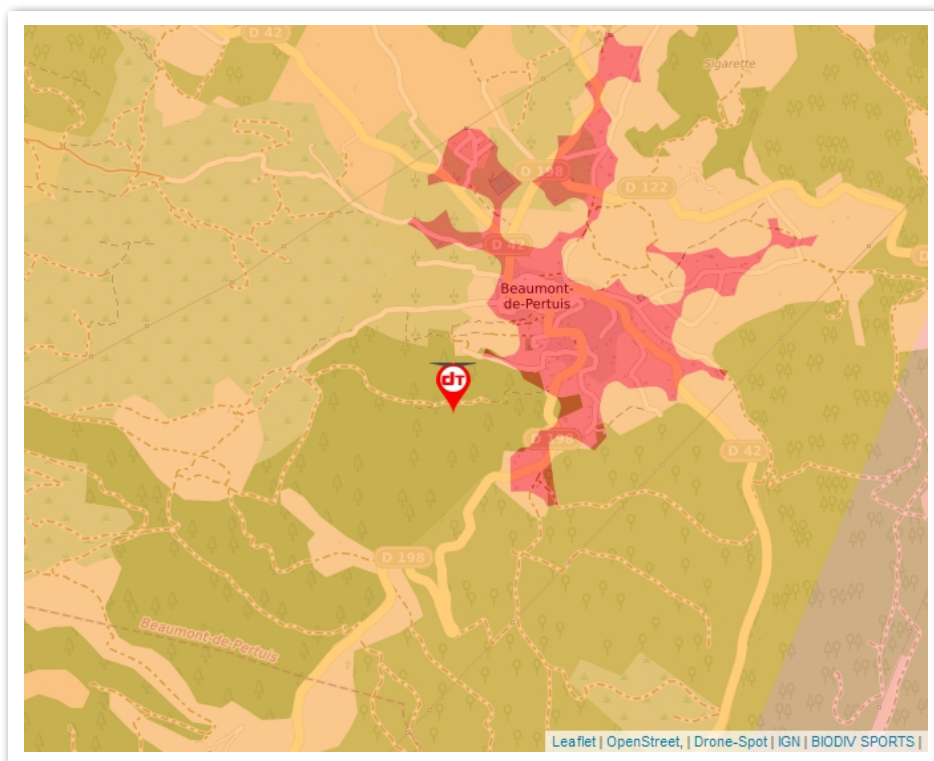 D 42
Sigarette
D 198
D 122
D 42
D
Beaumont-
de-Pertuis
dT
D 198
D 42
D 198
Beaumont-de-Pertuis
Leaflet | OpenStreet, | Drone-Spot | IGN | BIODIV SPORTS |